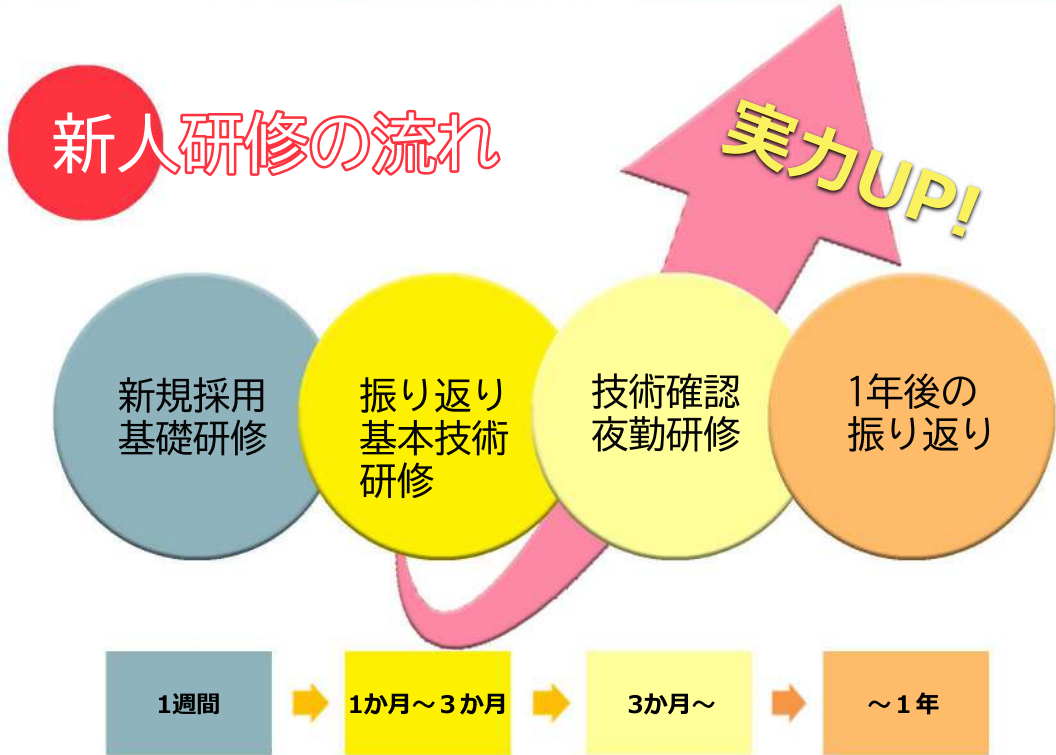 新人研修の流れ
実力UP!
新規採用
基礎研修
振り返り
基本技術
研修
技術確認
夜勤研修
1年後の
振り返り
1週間
1か月～３か月
3か月～
～１年